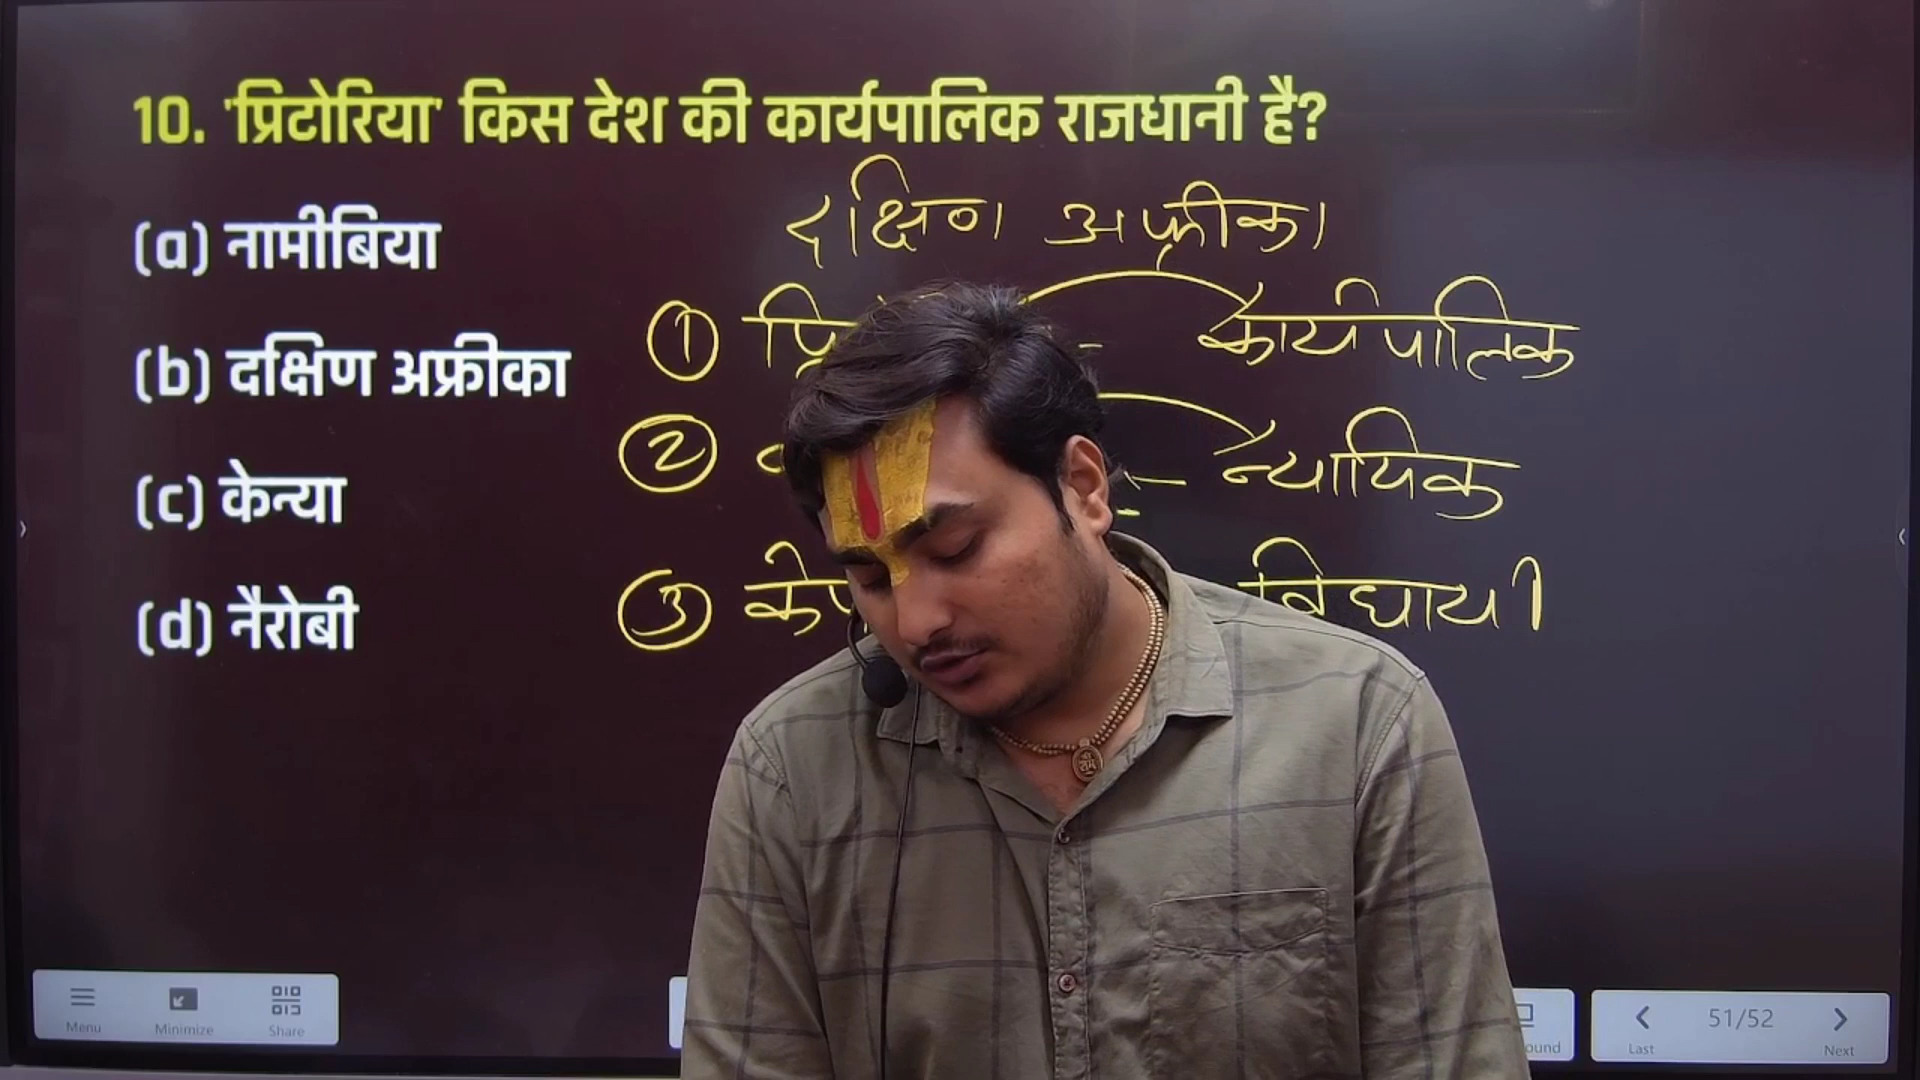 10. 'प्रिटोरिया' किस देश की कार्यपालिक राजधानी है?
(a) नामीबिया
(b) दक्षिण अफ्रीका
(c) केन्या
(d) नैरोबी
दक्षिण अफ्रीका
① - कार्यपालिक
② - न्यायिक
③ विधायी
राम
Menu
Minimize
Share
51/52
Last
Next